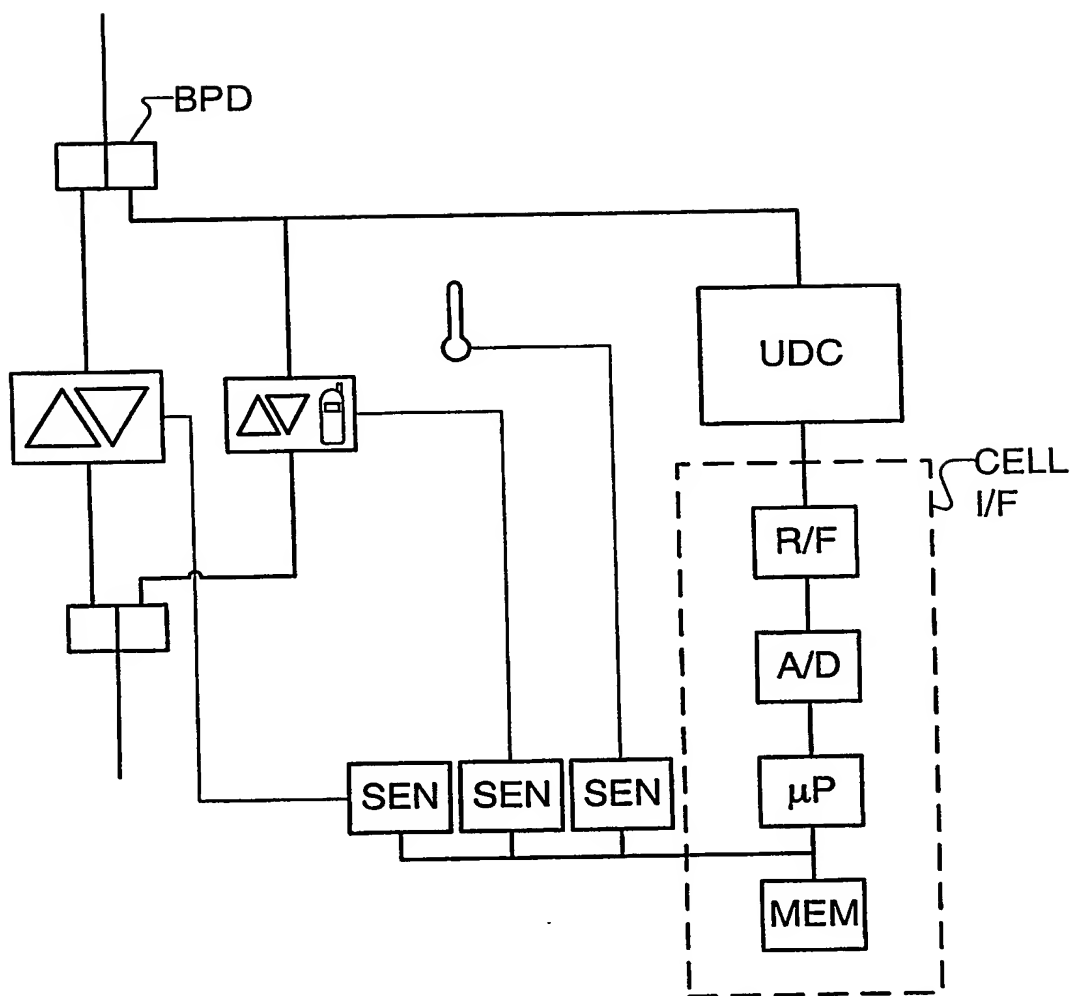 BPD
UDC
CELL
I/F
R/F
A/D
SEN
SEN
SEN
μP
MEM